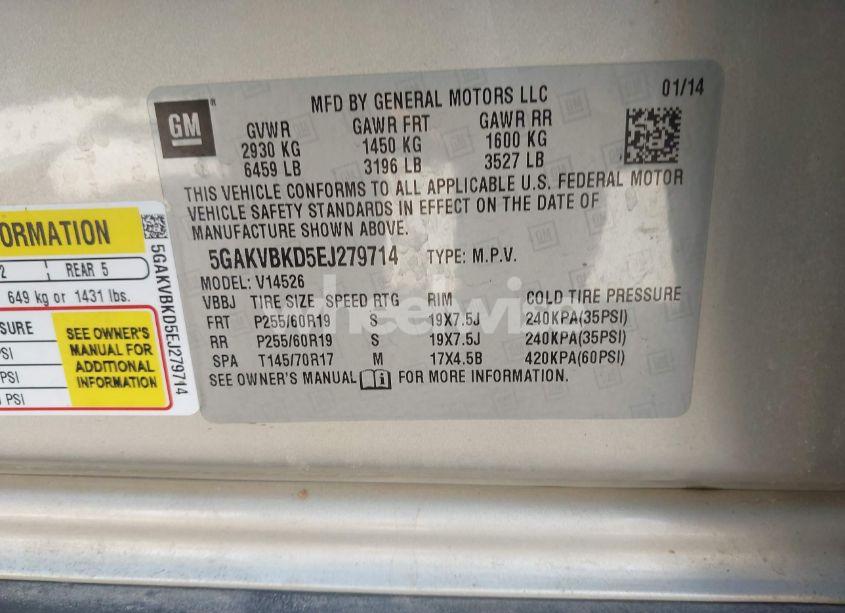 GM
MFD BY GENERAL MOTORS LLC
01/14
GVWR GAWR FRT GAWR RR
2930 KG 1450 KG 1600 KG
6459 LB 3196 LB 3527 LB
THIS VEHICLE CONFORMS TO ALL APPLICABLE U.S. FEDERAL MOTOR
VEHICLE SAFETY STANDARDS IN EFFECT ON THE DATE OF
MANUFACTURE SHOWN ABOVE.
5GAKVBKD5EJ279714 TYPE: M.P.V.
MODEL: V14526
VBBJ TIRE SIZE SPEED RTG RIM COLD TIRE PRESSURE
FRT P255/60R19 S 19X7.5J 240KPA(35PSI)
RR P255/60R19 S 19X7.5J 240KPA(35PSI)
SPA T145/70R17 M 17X4.5B 420KPA(60PSI)
SEE OWNER'S MANUAL i FOR MORE INFORMATION.
ORMATION
2 REAR 5
649 kg or 1431 lbs.
SURE
PSI
PSI
PSI
SEE OWNER'S
MANUAL FOR
ADDITIONAL
INFORMATION
5GAKVBKD5EJ279714